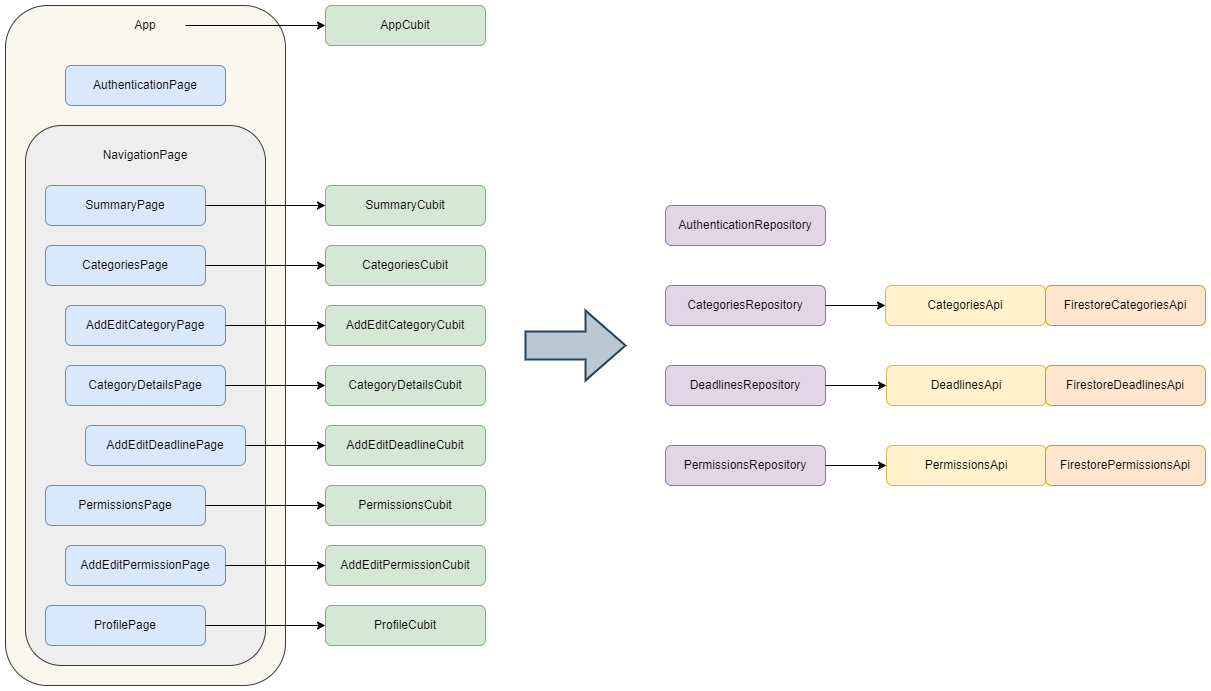 App
AppCubit
AuthenticationPage
NavigationPage
SummaryPage
SummaryCubit
CategoriesPage
CategoriesCubit
AddEditCategoryPage
AddEditCategoryCubit
CategoryDetailsPage
CategoryDetailsCubit
AddEditDeadlinePage
AddEditDeadlineCubit
PermissionsPage
PermissionsCubit
AddEditPermissionPage
AddEditPermissionCubit
ProfilePage
ProfileCubit
AuthenticationRepository
CategoriesRepository
CategoriesApi
FirestoreCategoriesApi
DeadlinesRepository
DeadlinesApi
FirestoreDeadlinesApi
PermissionsRepository
PermissionsApi
FirestorePermissionsApi